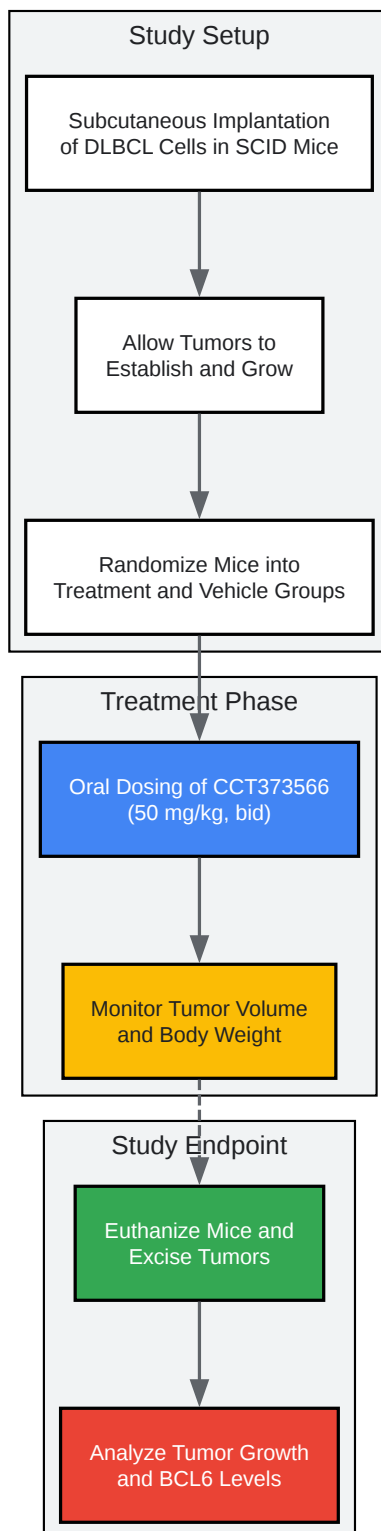 Study Setup
Subcutaneous Implantation
of DLBCL Cells in SCID Mice
Allow Tumors to
Establish and Grow
Randomize Mice into
Treatment and Vehicle Groups
Treatment Phase
Oral Dosing of CCT373566
(50 mg/kg, bid)
Monitor Tumor Volume
and Body Weight
Study Endpoint
Euthanize Mice and
Excise Tumors
Analyze Tumor Growth
and BCL6 Levels